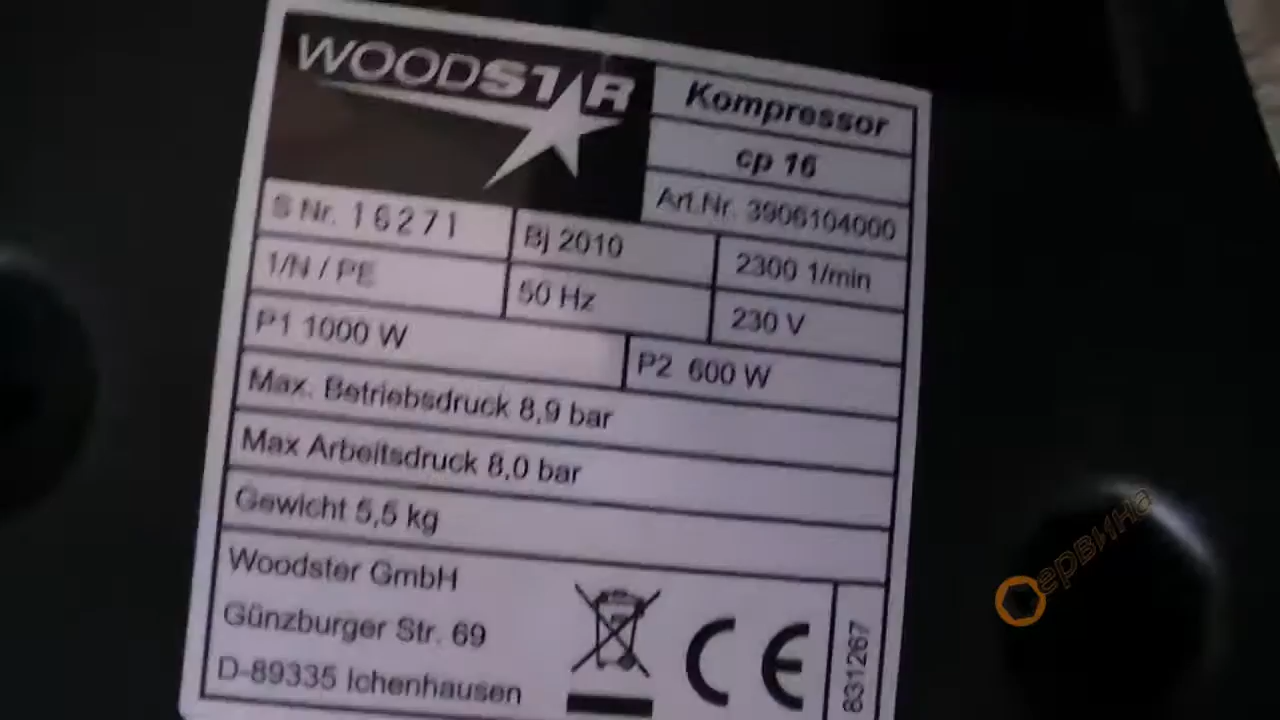 WOODSTAR
Kompressor
cp 16
Art.Nr. 3906104000
S Nr. 16271
Bj 2010
2300 1/min
1/N / PE
50 Hz
230 V
P1 1000 W
P2 600 W
Max. Betriebsdruck 8,9 bar
Max Arbeitsdruck 8,0 bar
Gewicht 5,5 kg
Woodster GmbH
Günzburger Str. 69
D-89335 Ichenhausen
CE
831267
ервина